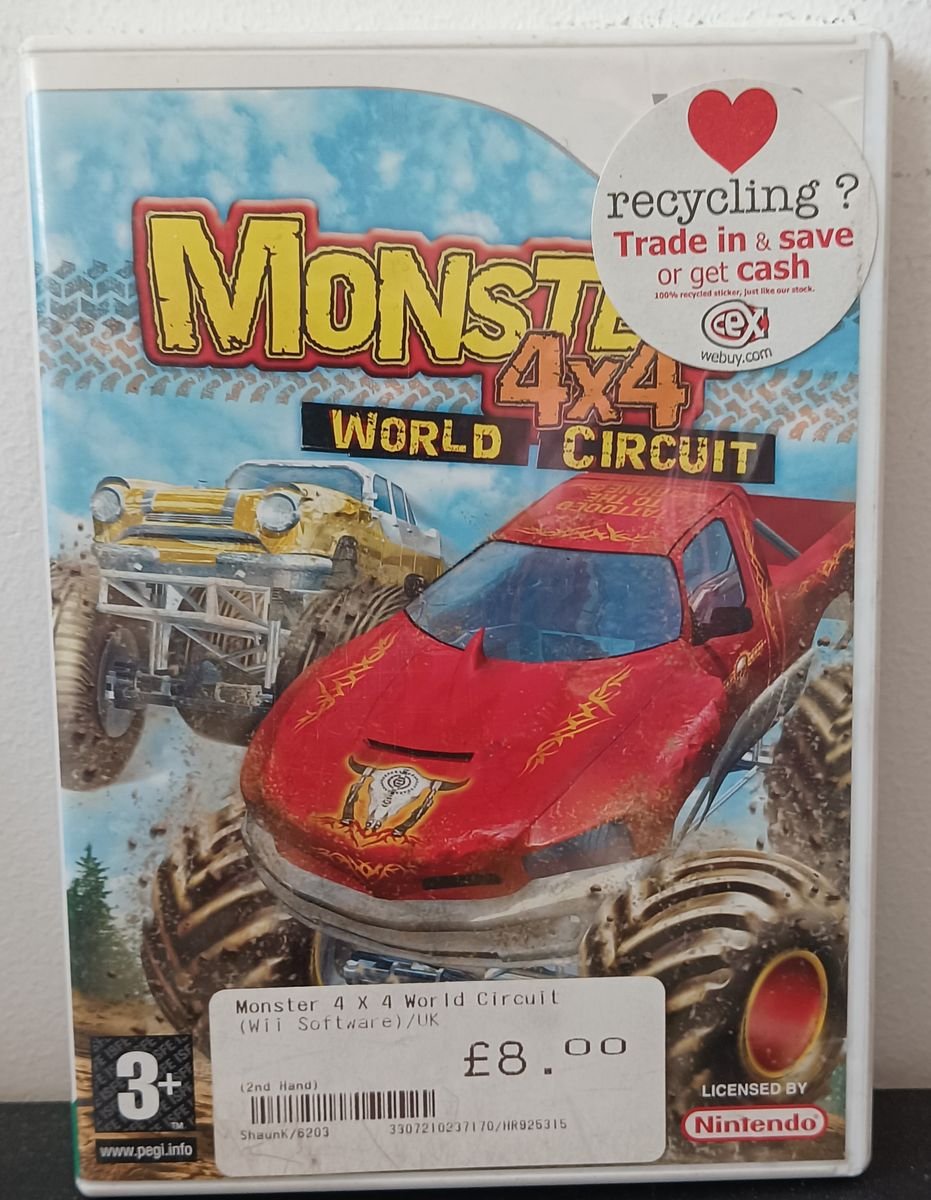 recycling ?
Trade in & save
or get cash
100% recycled sticker, just like our stock.
cex
webuy.com
MONSTE
4x4
WORLD CIRCUIT
Monster 4 X 4 World Circuit
(Wii Software)/UK
£8.00
(2nd Hand)
ShaunK/6203 3307210237170/HR925315
3+
TM
www.pegi.info
LICENSED BY
Nintendo